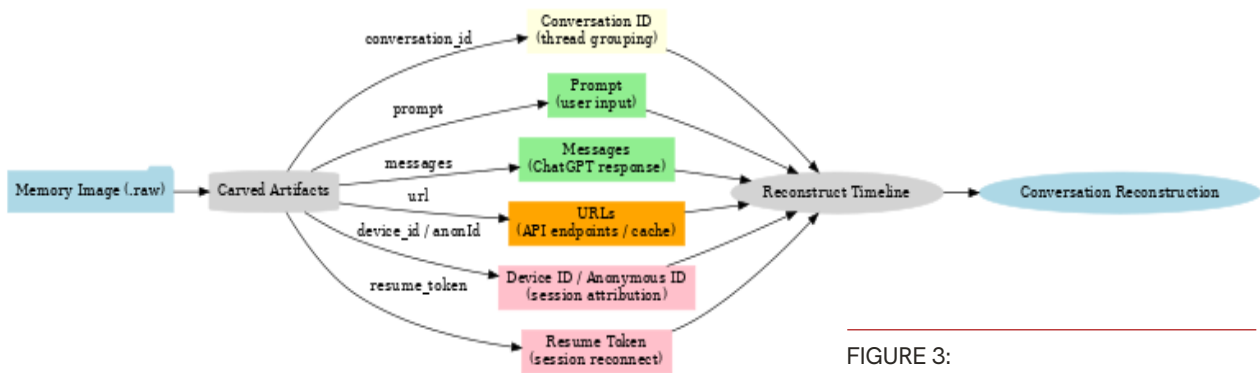 Conversation ID
(thread grouping)
conversation_id
Prompt
(user input)
prompt
Messages
(ChatGPT response)
messages
Memory Image (.raw)
Carved Artifacts
Reconstruct Timeline
Conversation Reconstruction
url
URLs
(API endpoints / cache)
device_id / anonId
Device ID / Anonymous ID
(session attribution)
resume_token
Resume Token
(session reconnect)
FIGURE 3: